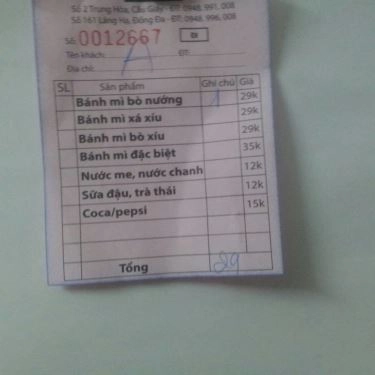 Số 2 Trung Hòa, Cầu Giấy - ĐT: 0948. 991, 008
Số 161 Láng Hạ, Đống Đa - ĐT: 0948. 996, 008
Số: 0012667 ĐI
Tên khách: ĐT:
Địa chỉ:
SL Sản phẩm Ghi chú Giá
Bánh mì bò nướng 1 29k
Bánh mì xá xíu 29k
Bánh mì bò xíu 29k
Bánh mì đặc biệt 35k
Nước me, nước chanh 12k
Sữa đậu, trà thái 12k
Coca/pepsi 15k
Tổng 29